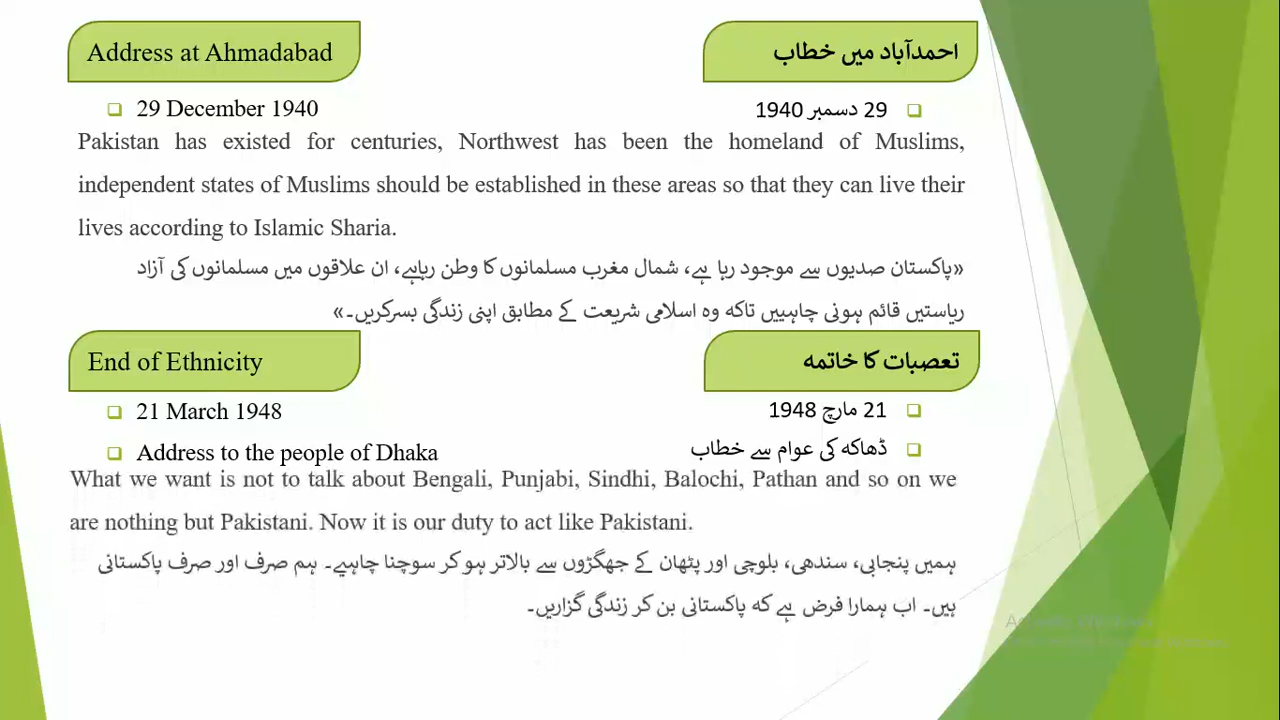 Address at Ahmadabad
احمدآباد میں خطاب
29 December 1940
29 دسمبر 1940
Pakistan has existed for centuries, Northwest has been the homeland of Muslims,
independent states of Muslims should be established in these areas so that they can live their
lives according to Islamic Sharia.
«پاکستان صدیوں سے موجود رہا ہے، شمال مغرب مسلمانوں کا وطن رہاہے، ان علاقوں میں مسلمانوں کی آزاد
ریاستیں قائم ہونی چاہییں تاکہ وہ اسلامی شریعت کے مطابق اپنی زندگی بسرکریں۔»
End of Ethnicity
تعصبات کا خاتمہ
21 March 1948
21 مارچ 1948
Address to the people of Dhaka
ڈھاکہ کی عوام سے خطاب
What we want is not to talk about Bengali, Punjabi, Sindhi, Balochi, Pathan and so on we
are nothing but Pakistani. Now it is our duty to act like Pakistani.
ہمیں پنجابی، سندھی، بلوچی اور پٹھان کے جھگڑوں سے بالاتر ہو کر سوچنا چاہیے۔ ہم صرف اور صرف پاکستانی
ہیں۔ اب ہمارا فرض ہے کہ پاکستانی بن کر زندگی گزاریں۔